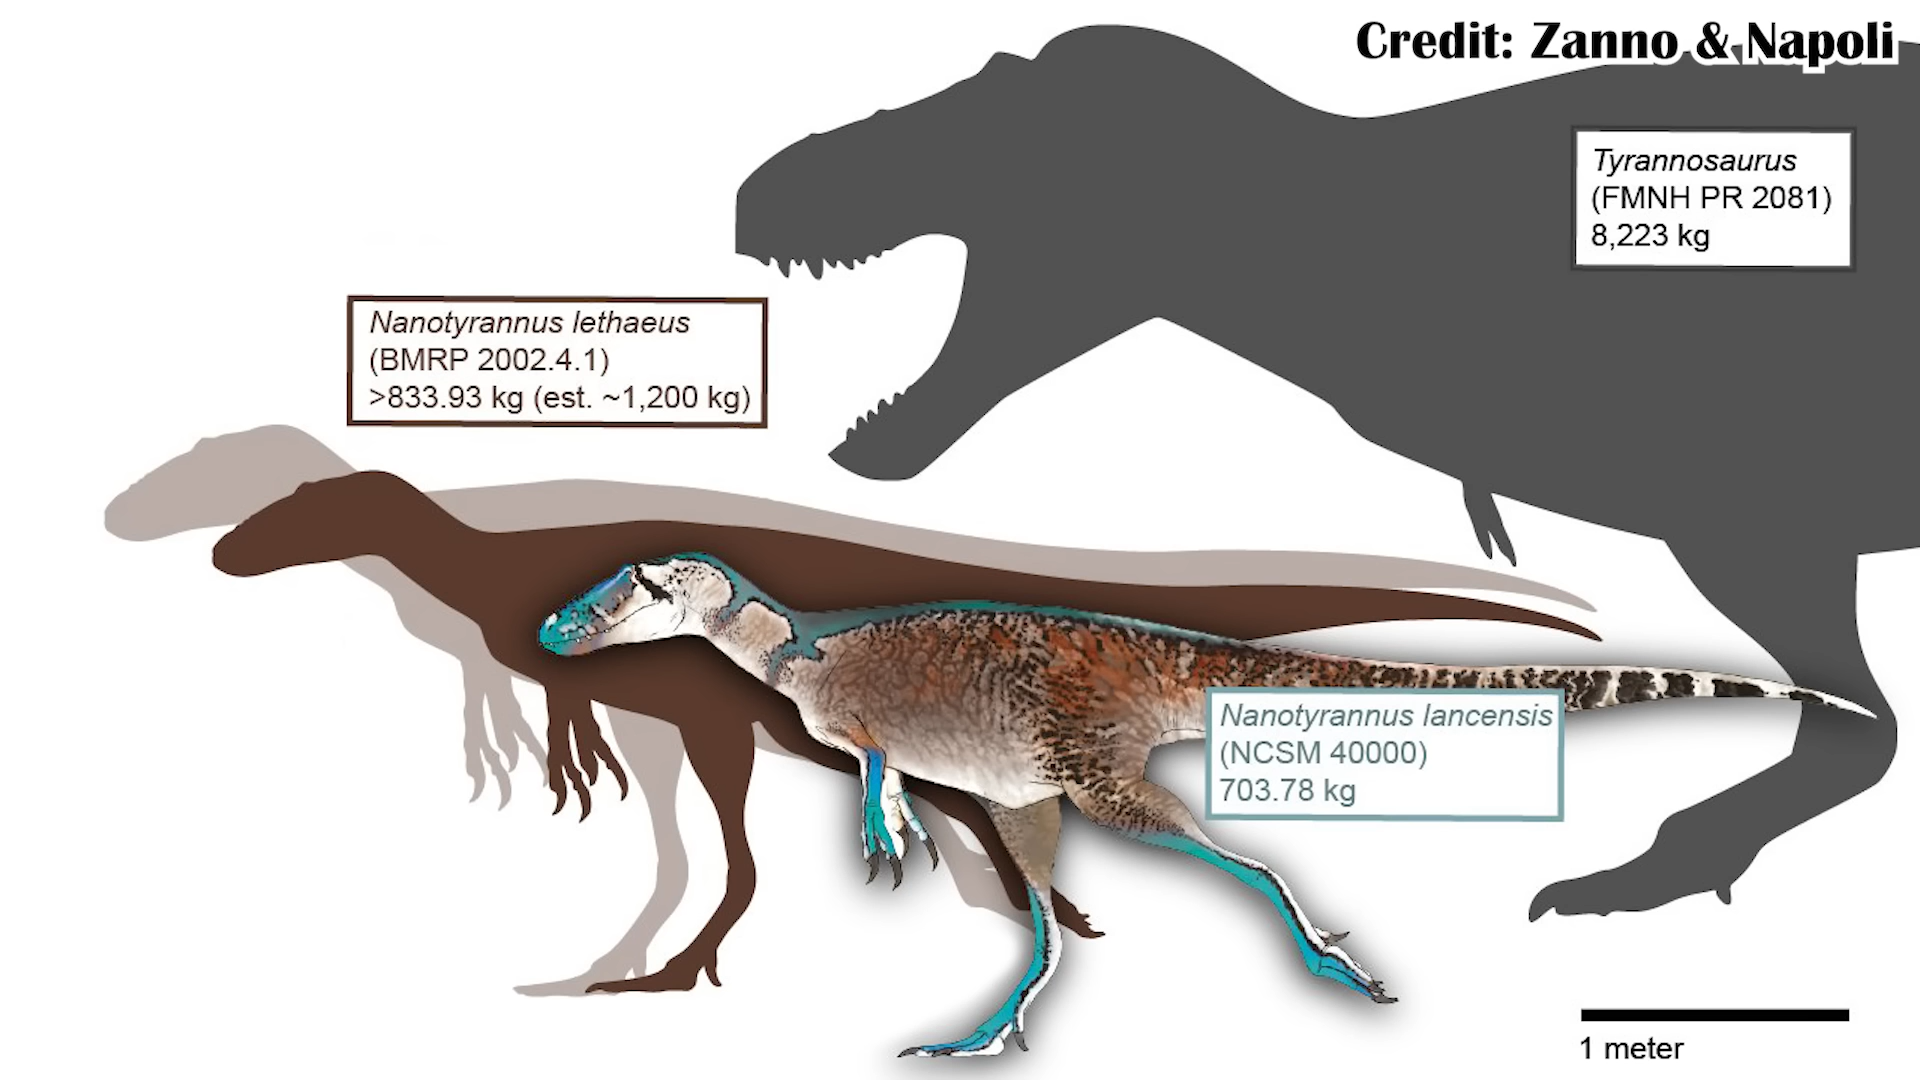 Credit: Zanno & Napoli
Tyrannosaurus
(FMNH PR 2081)
8,223 kg
Nanotyrannus lethaeus
(BMRP 2002.4.1)
>833.93 kg (est. ~1,200 kg)
Nanotyrannus lancensis
(NCSM 40000)
703.78 kg
1 meter